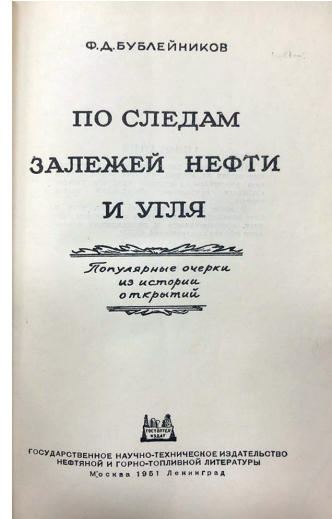 Ф.Д.БУБЛЕЙНИКОВ
ПО СЛЕДАМ
ЗАЛЕЖЕЙ НЕФТИ
И УГЛЯ
Популярные очерки
из истории
открытий
ГОСТОПТЕХ
ИЗДАТ
ГОСУДАРСТВЕННОЕ НАУЧНО-ТЕХНИЧЕСКОЕ ИЗДАТЕЛЬСТВО
НЕФТЯНОЙ И ГОРНО-ТОПЛИВНОЙ ЛИТЕРАТУРЫ
Москва 1951 Ленинград